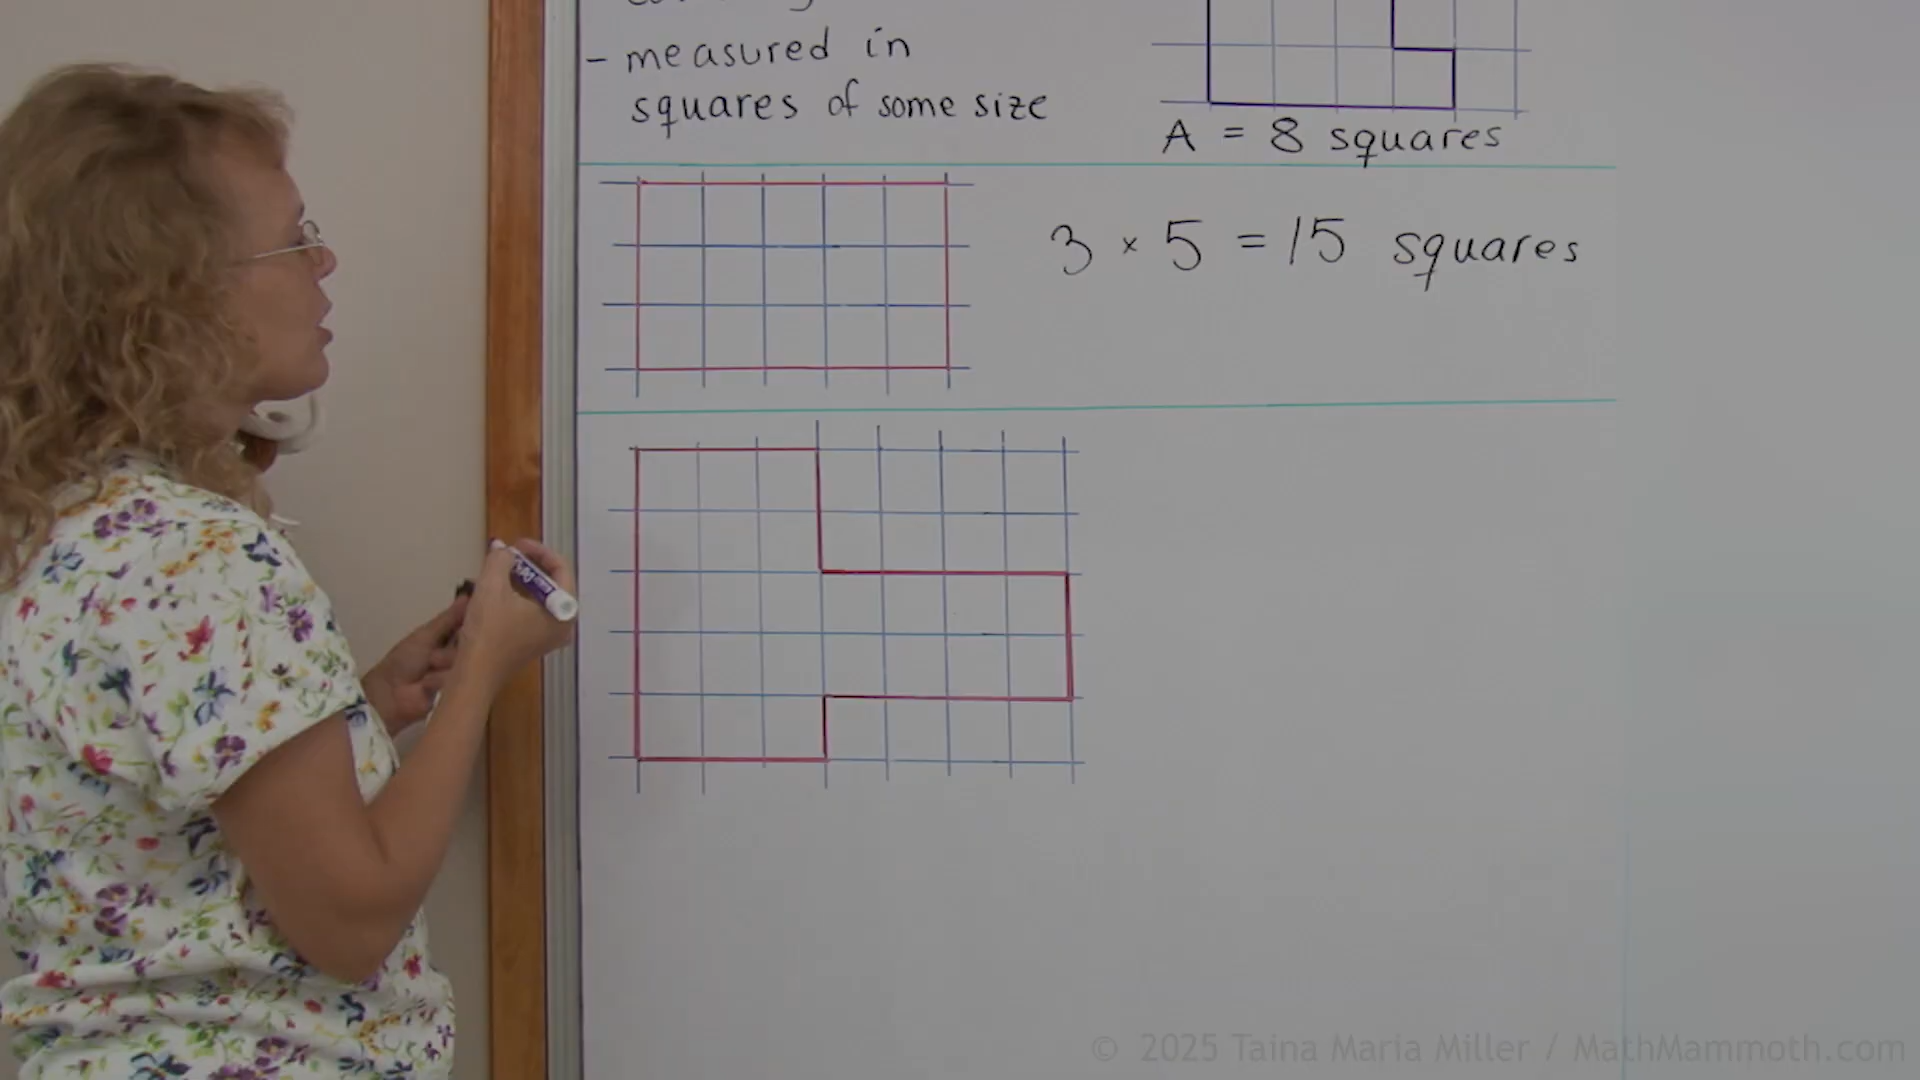 - measured in
squares of some size
A = 8 squares
3 × 5 = 15 squares
© 2025 Taina Maria Miller / MathMammoth.com